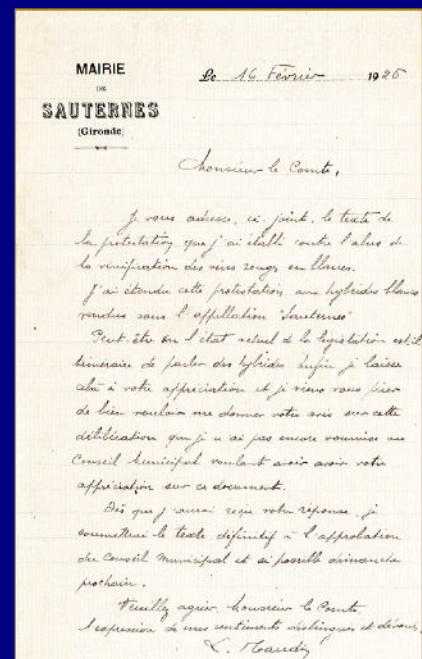 MAIRIE
DE
SAUTERNES
(Gironde)
Le 16 Février 1925
Monsieur le Comte,
Je vous adresse, ci joint, le texte de
la protestation que j'ai établi contre l'abus de
la vinification des vins rouges en blancs.
J'ai étendu cette protestation aux hybrides blancs
vendus sous l'appellation "Sauternes"
Peut-être en l'état actuel de la législation est-il
téméraire de parler des hybrides enfin je laisse
cela à votre appréciation et je viens vous prier
de bien vouloir me donner votre avis sur cette
délibération que je n'ai pas encore soumise au
Conseil Municipal voulant avoir votre
appréciation sur ce document.
Dès que j'aurai reçu votre réponse, je
soumettrai le texte définitif à l'approbation
du Conseil Municipal et si possible dimanche
prochain.
Veuillez agréer, Monsieur le Comte,
l'expression de mes sentiments distingués et dévoués.